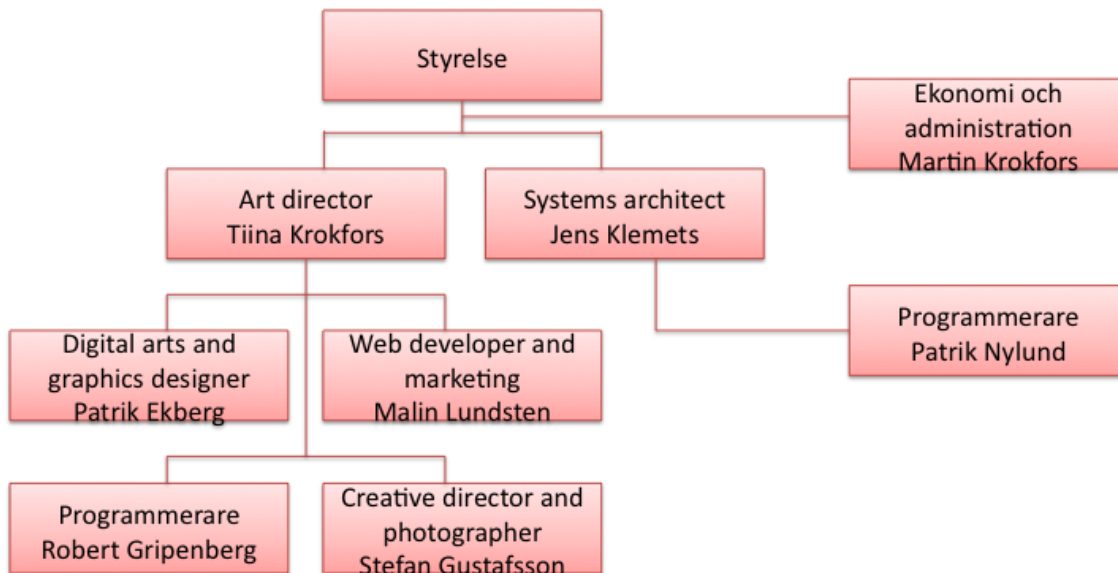 Styrelse
Ekonomi och
administration
Martin Krokfors
Art director
Tiina Krokfors
Systems architect
Jens Klemets
Programmerare
Patrik Nylund
Digital arts and
graphics designer
Patrik Ekberg
Web developer and
marketing
Malin Lundsten
Programmerare
Robert Gripenberg
Creative director and
photographer
Stefan Gustafsson